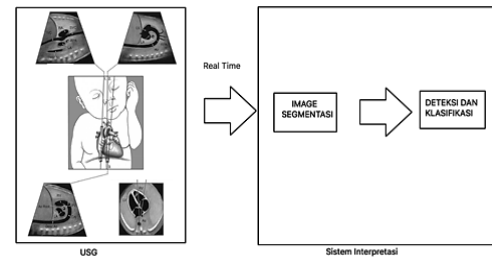 Real Time
IMAGE
SEGMENTASI
DETEKSI DAN
KLASIFIKASI
USG
Sistem Interpretasi